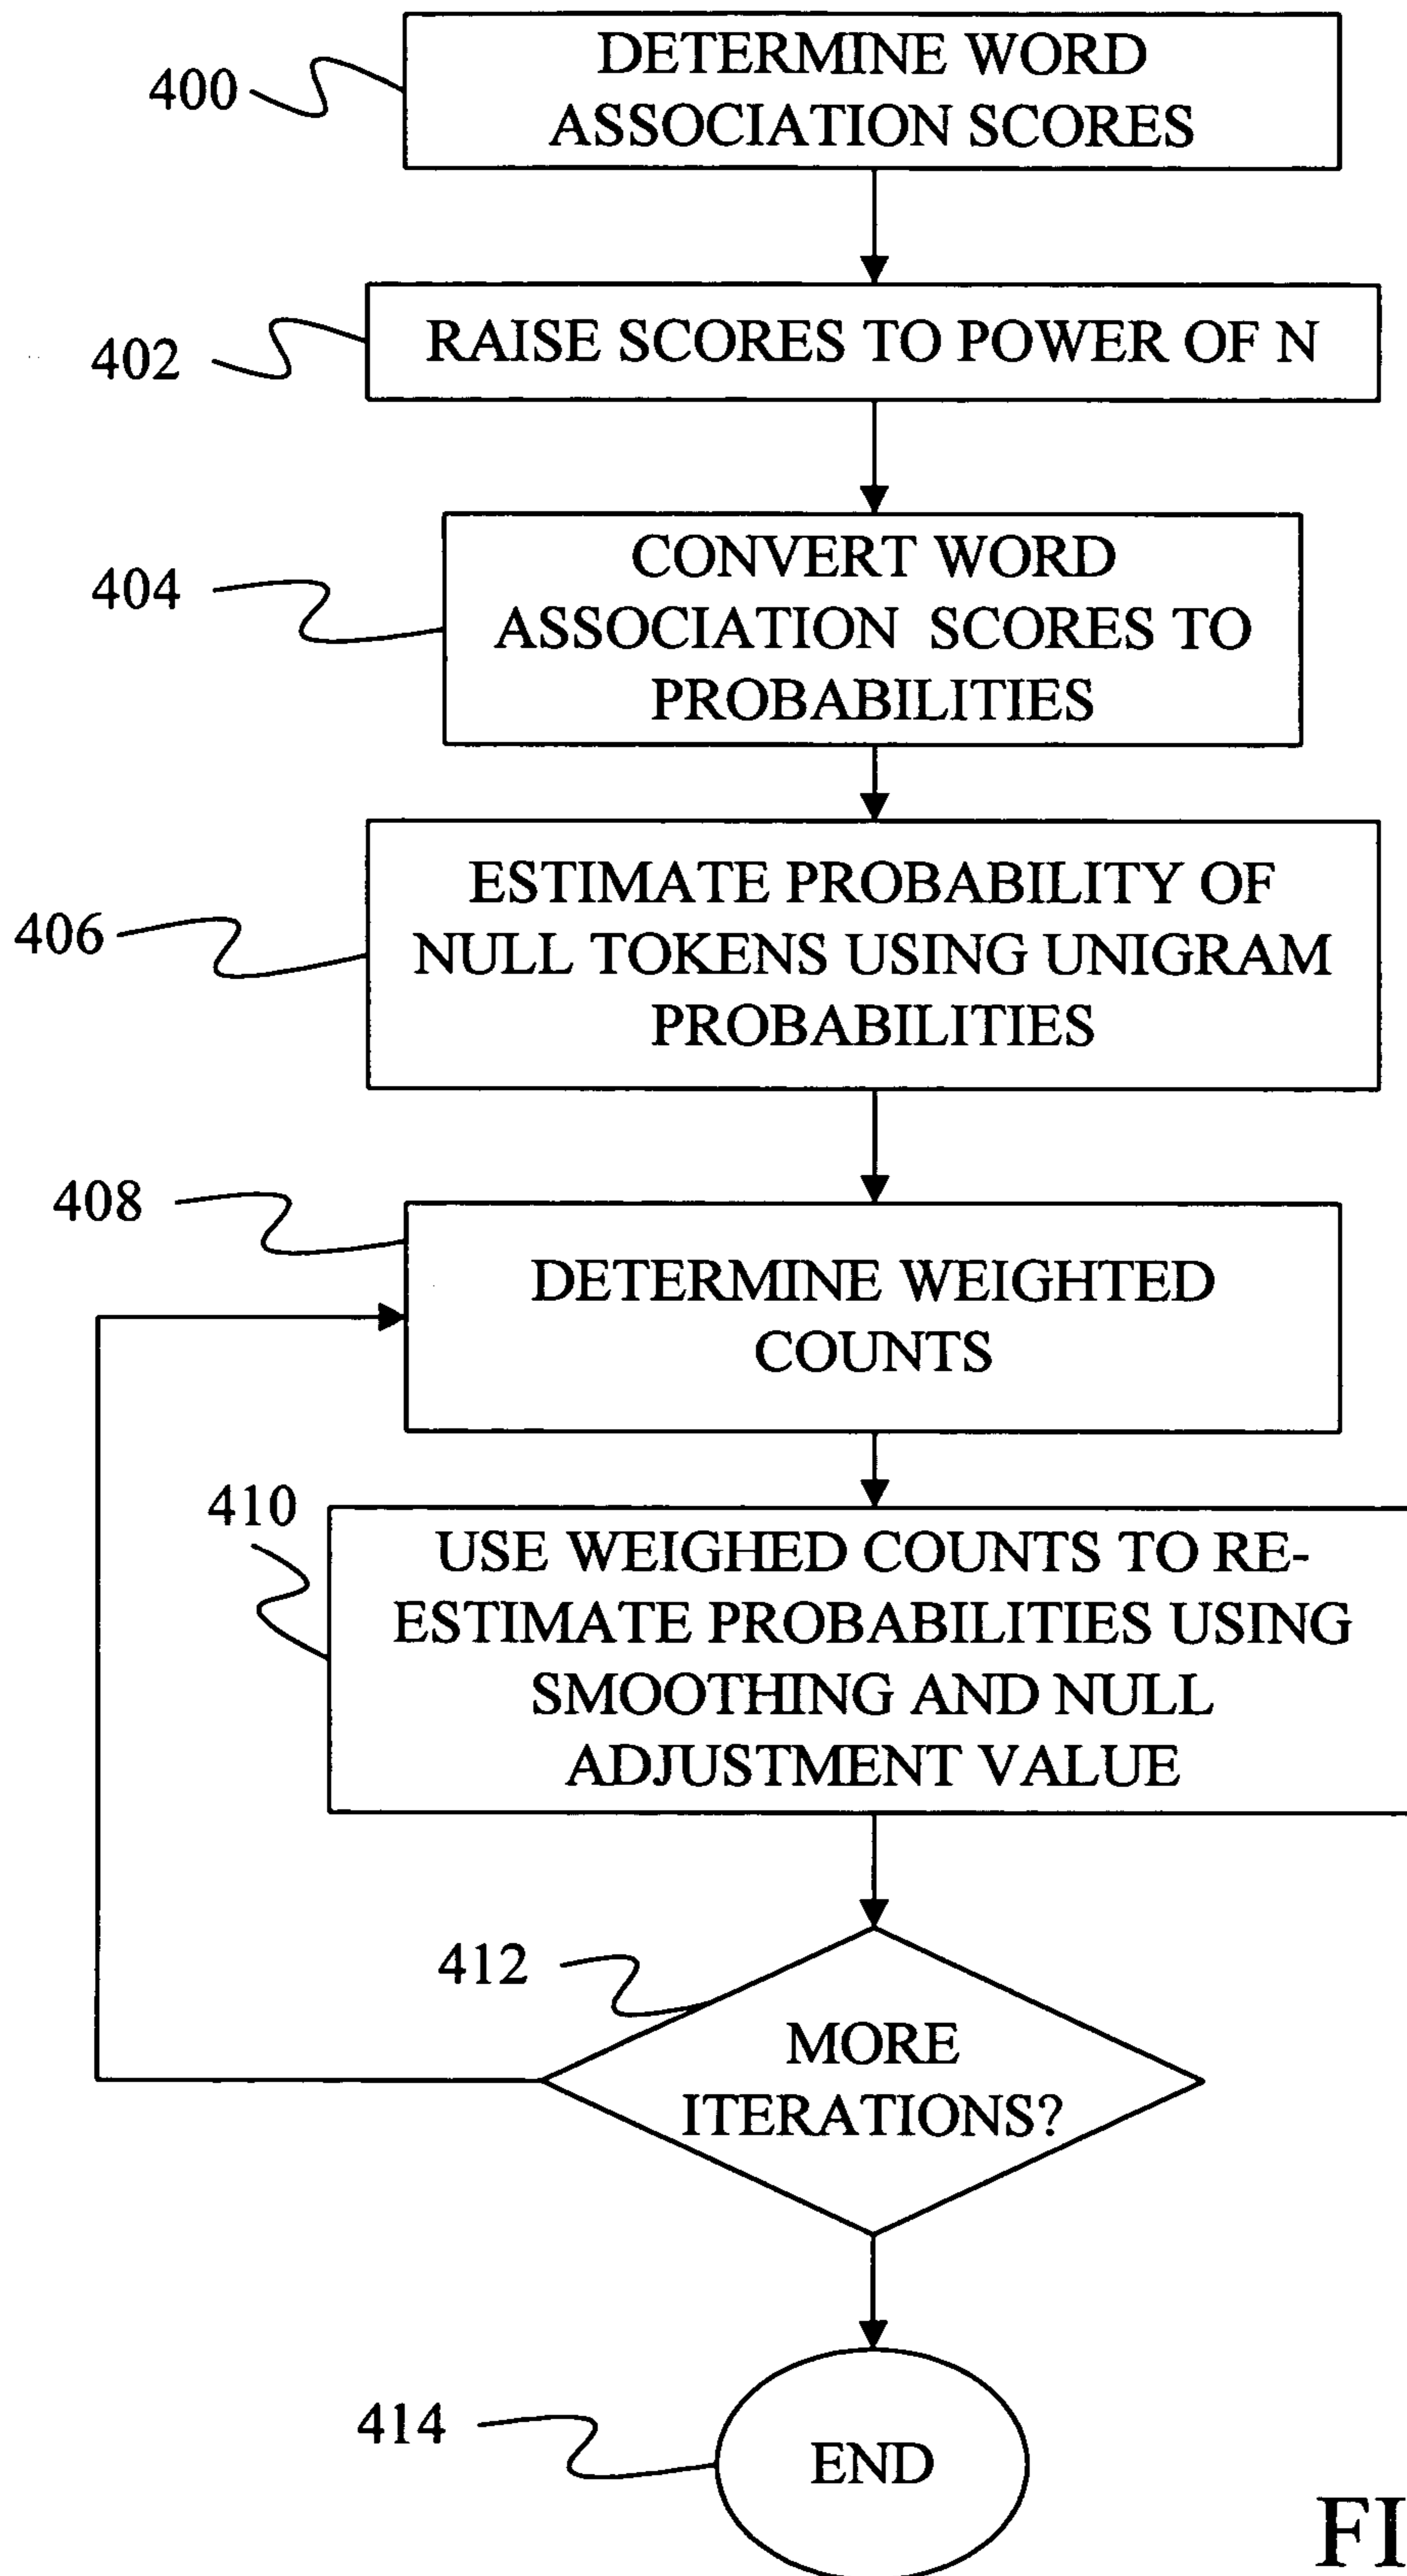 400
DETERMINE WORD
ASSOCIATION SCORES
402
RAISE SCORES TO POWER OF N
404
CONVERT WORD
ASSOCIATION SCORES TO
PROBABILITIES
406
ESTIMATE PROBABILITY OF
NULL TOKENS USING UNIGRAM
PROBABILITIES
408
DETERMINE WEIGHTED
COUNTS
410
USE WEIGHED COUNTS TO RE-
ESTIMATE PROBABILITIES USING
SMOOTHING AND NULL
ADJUSTMENT VALUE
412
MORE
ITERATIONS?
414
END
FI